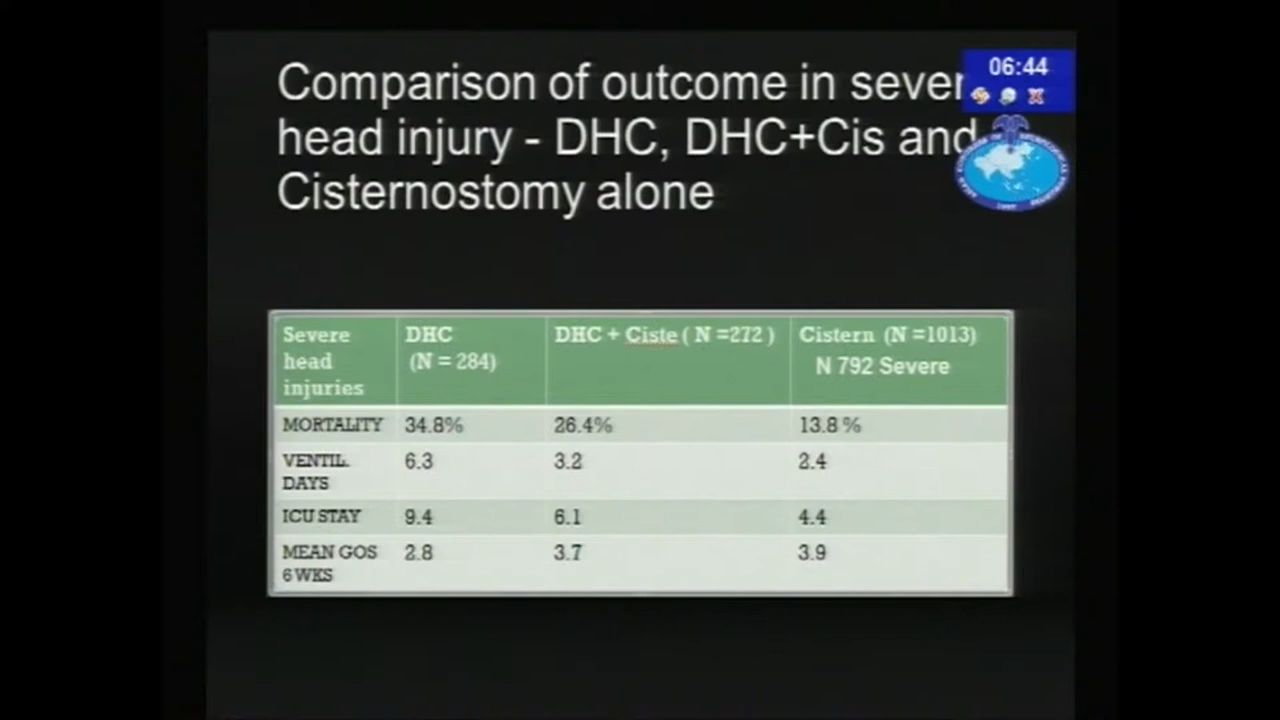 Comparison of outcome in sever
head injury - DHC, DHC+Cis and
Cisternostomy alone
06:44
Severe head injuries
DHC (N = 284)
DHC + Ciste ( N =272 )
Cistern (N =1013) N 792 Severe
MORTALITY 34.8% 26.4% 13.8 %
VENTIL. DAYS 6.3 3.2 2.4
ICU STAY 9.4 6.1 4.4
MEAN GOS 6 WKS 2.8 3.7 3.9